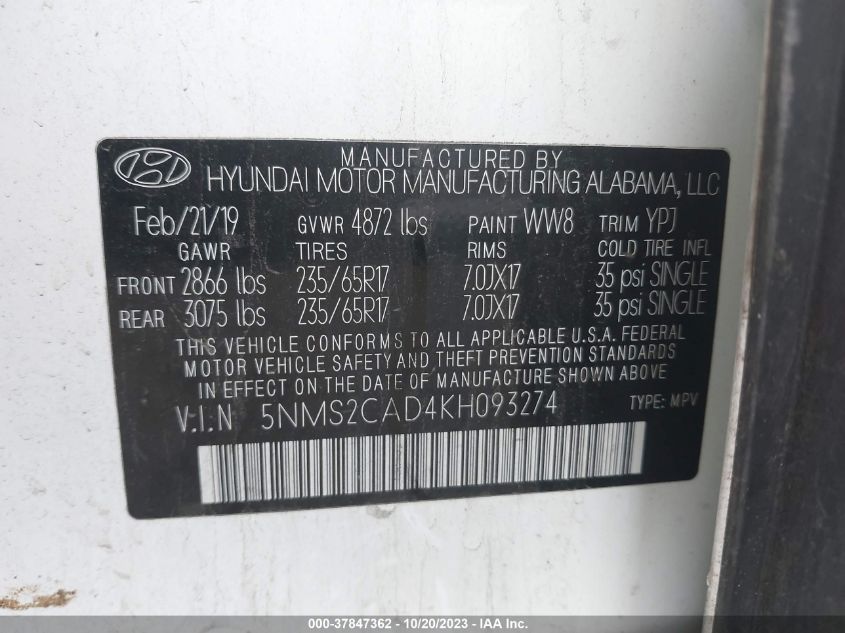 MANUFACTURED BY
HYUNDAI MOTOR MANUFACTURING ALABAMA, LLC
Feb/21/19 GVWR 4872 lbs PAINT WW8 TRIM YPJ
GAWR TIRES RIMS COLD TIRE INFL
FRONT 2866 lbs 235/65R17 7.0JX17 35 psi SINGLE
REAR 3075 lbs 235/65R17 7.0JX17 35 psi SINGLE
THIS VEHICLE CONFORMS TO ALL APPLICABLE U.S.A. FEDERAL
MOTOR VEHICLE SAFETY AND THEFT PREVENTION STANDARDS
IN EFFECT ON THE DATE OF MANUFACTURE SHOWN ABOVE.
V.I.N 5NMS2CAD4KH093274 TYPE: MPV
000-37847362 - 10/20/2023 - © IAA Inc.